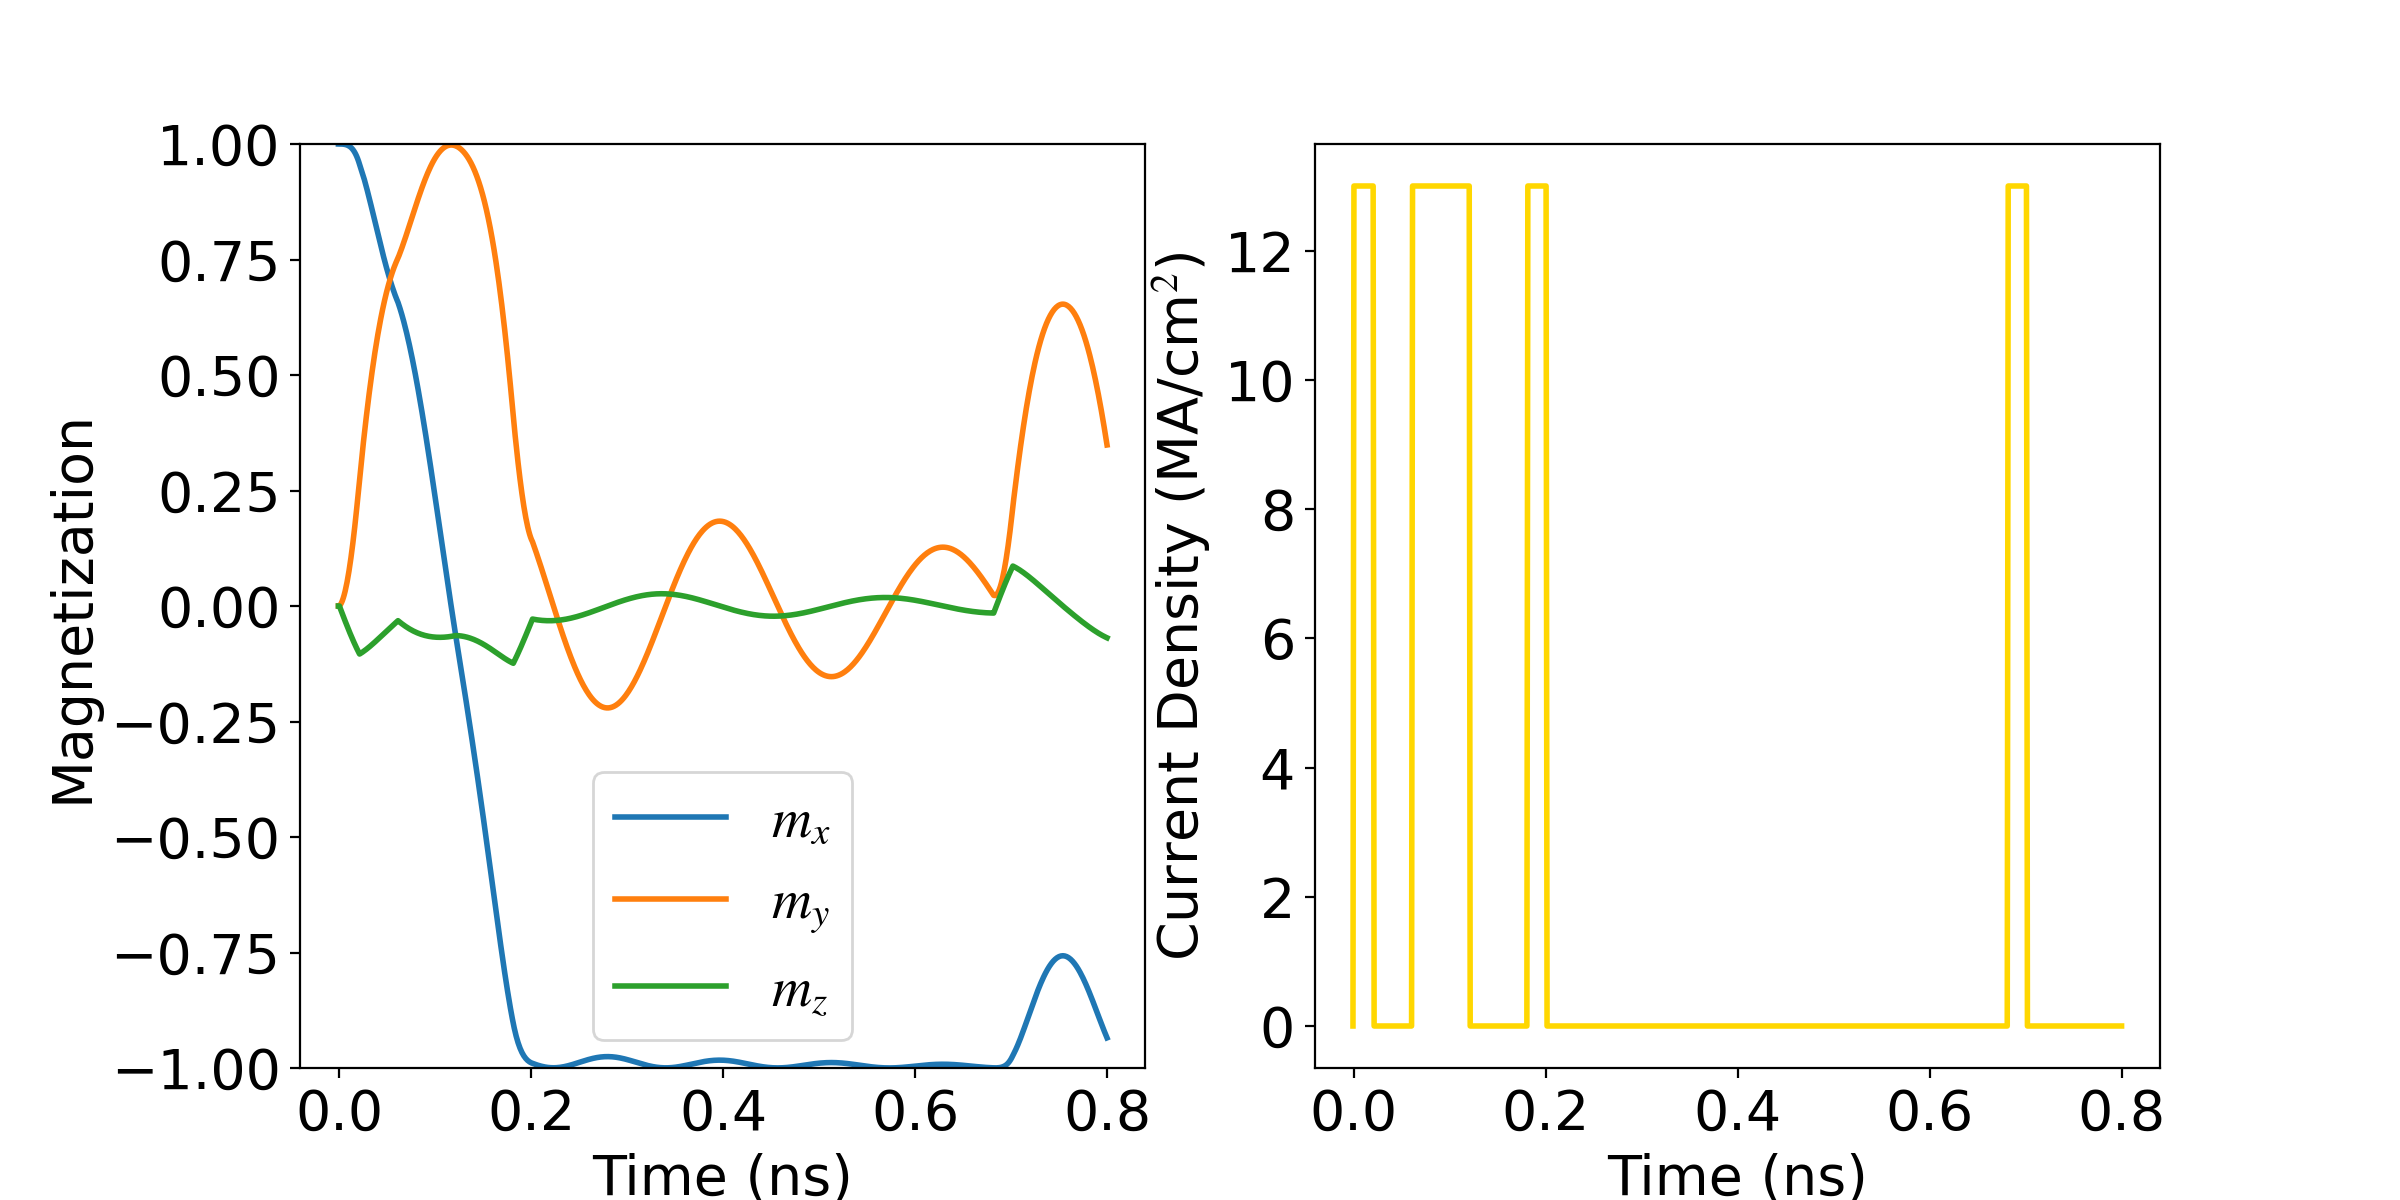 1.00
0.75
0.50
0.25
0.00
−0.25
−0.50
−0.75
−1.00
Magnetization
m_x
m_y
m_z
0.0 0.2 0.4 0.6 0.8
Time (ns)
12
10
8
6
4
2
0
Current Density (MA/cm²)
0.0 0.2 0.4 0.6 0.8
Time (ns)